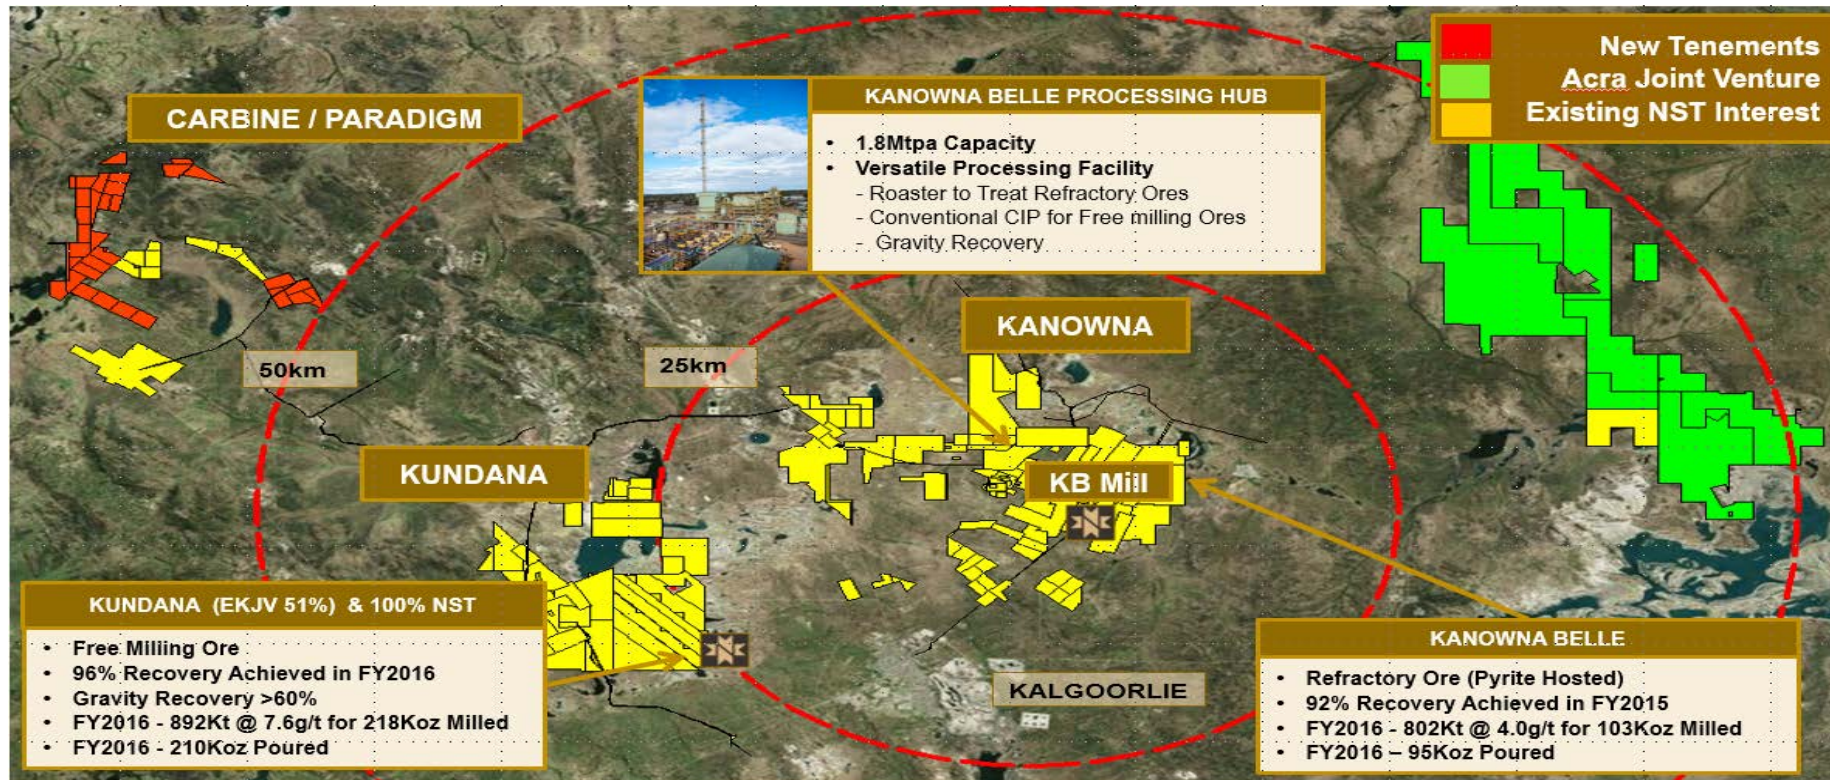 New Tenements
Acra Joint Venture
Existing NST Interest
CARBINE / PARADIGM
KANOWNA BELLE PROCESSING HUB
• 1.8Mtpa Capacity
• Versatile Processing Facility
- Roaster to Treat Refractory Ores
- Conventional CIP for Free milling Ores
- Gravity Recovery
KANOWNA
50km
25km
KUNDANA
KB Mill
KUNDANA (EKJV 51%) & 100% NST
• Free Milling Ore
• 96% Recovery Achieved in FY2016
• Gravity Recovery >60%
• FY2016 - 892Kt @ 7.6g/t for 218Koz Milled
• FY2016 - 210Koz Poured
KALGOORLIE
KANOWNA BELLE
• Refractory Ore (Pyrite Hosted)
• 92% Recovery Achieved in FY2015
• FY2016 - 802Kt @ 4.0g/t for 103Koz Milled
• FY2016 – 95Koz Poured